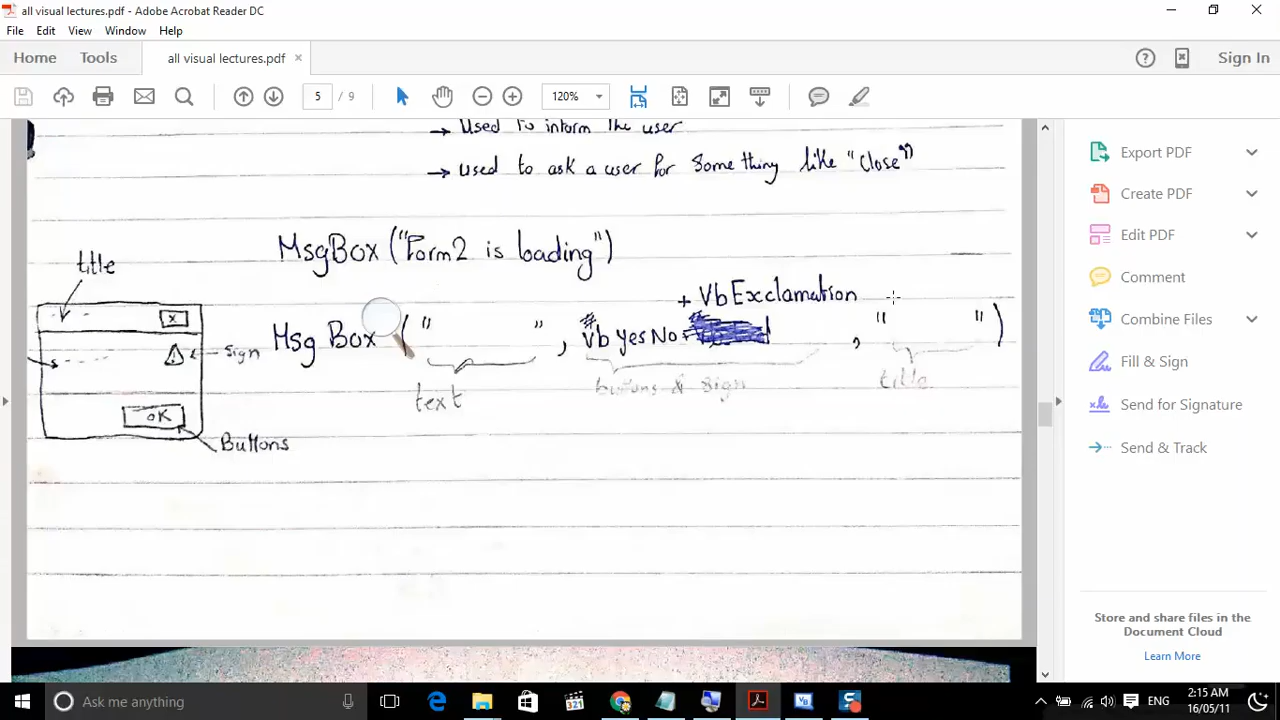 all visual lectures.pdf - Adobe Acrobat Reader DC
File Edit View Window Help
Home Tools all visual lectures.pdf × Sign In
5 / 9 120%
→ Used to inform the user
→ used to ask a user for some thing like "Close"
MsgBox ("Form2 is loading")
title
+ VbExclamation
Msg Box (" ", Vb yesNo+ , " ")
x
sign
text
buttons & sign
title
OK
Buttons
Export PDF
Create PDF
Edit PDF
Comment
Combine Files
Fill & Sign
Send for Signature
Send & Track
Store and share files in the
Document Cloud
Learn More
Ask me anything
ENG
2:15 AM
16/05/11